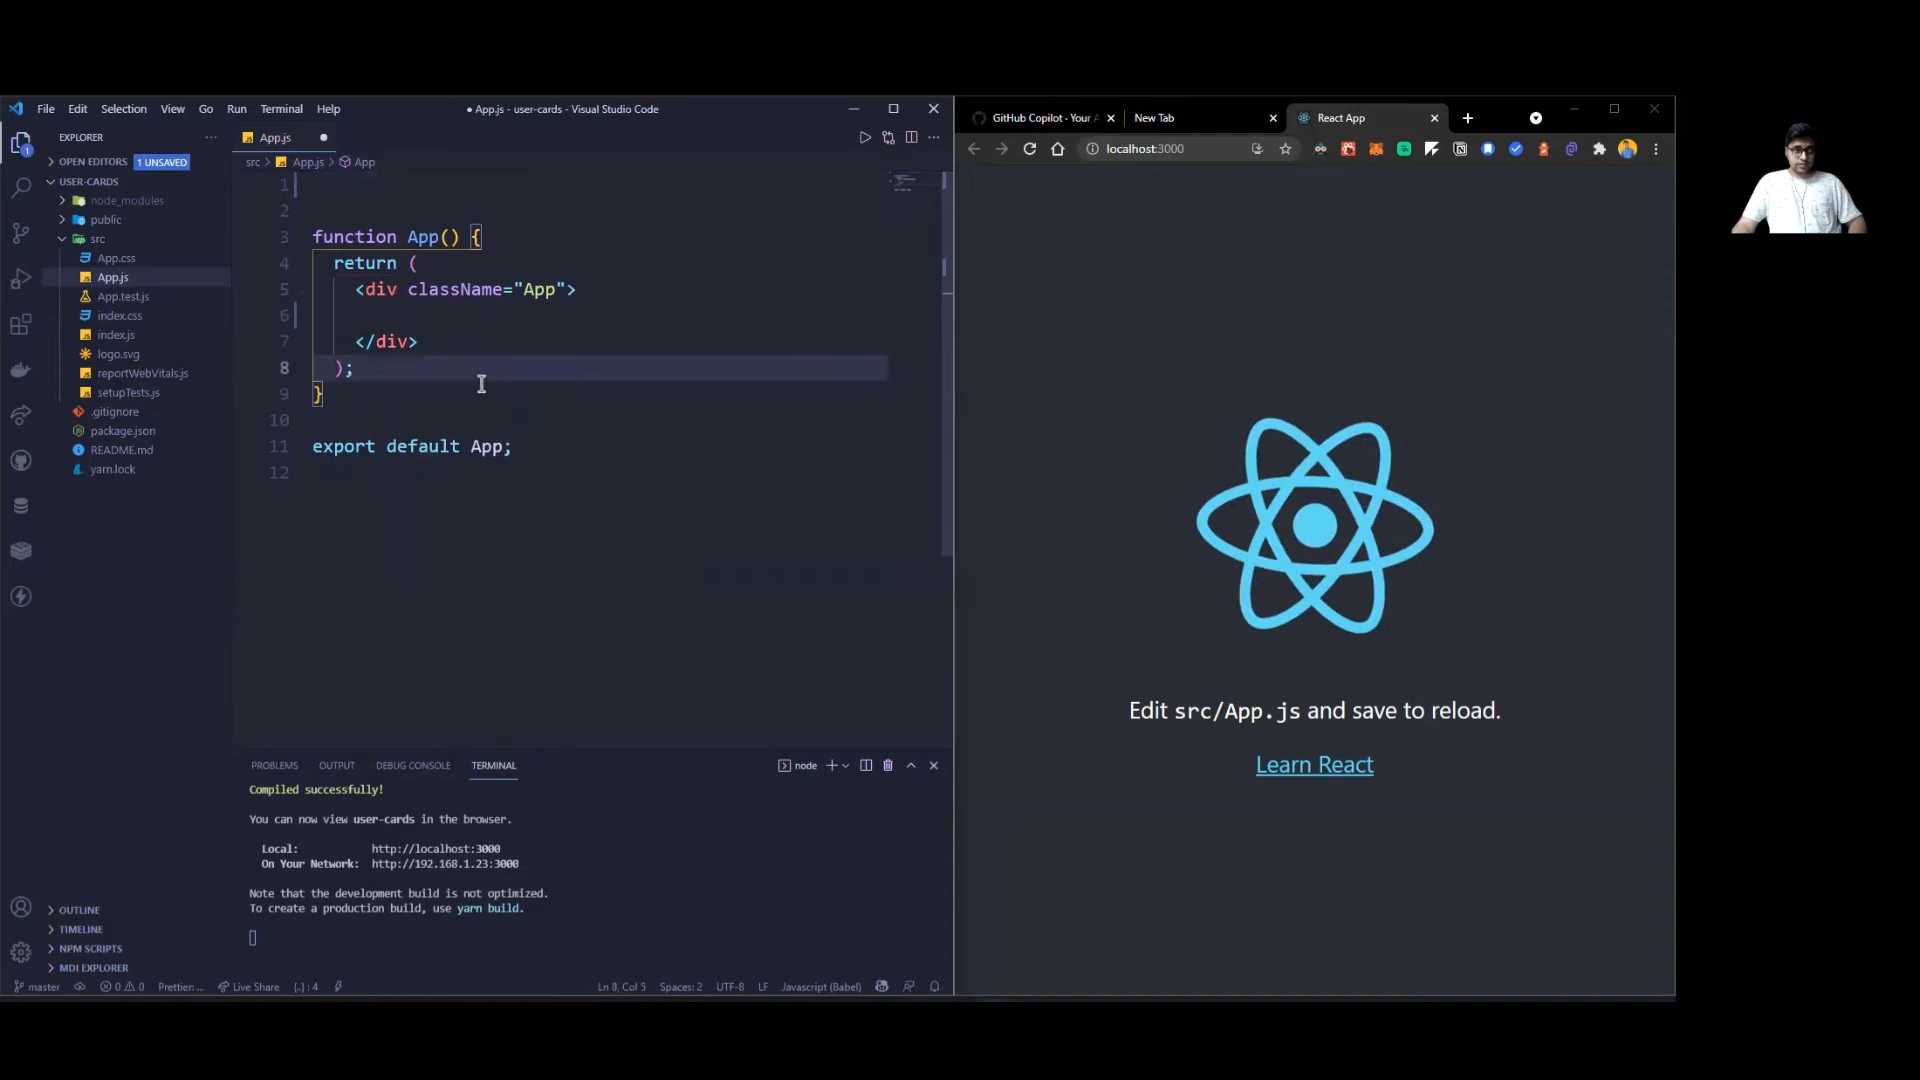 File Edit Selection View Go Run Terminal Help
● App.js - user-cards - Visual Studio Code
EXPLORER
OPEN EDITORS 1 UNSAVED
USER-CARDS
node_modules
public
src
App.css
App.js
App.test.js
index.css
index.js
logo.svg
reportWebVitals.js
setupTests.js
.gitignore
package.json
README.md
yarn.lock
OUTLINE
TIMELINE
NPM SCRIPTS
MDI EXPLORER
App.js
src > App.js > App
1
2
3 function App() {
4 return (
5 <div className="App">
6
7 </div>
8 );
9 }
10
11 export default App;
12
PROBLEMS OUTPUT DEBUG CONSOLE TERMINAL
node
Compiled successfully!
You can now view user-cards in the browser.
Local: http://localhost:3000
On Your Network: http://192.168.1.23:3000
Note that the development build is not optimized.
To create a production build, use yarn build.
master 0 0 Prettier: ... Live Share {..} : 4
Ln 8, Col 5 Spaces: 2 UTF-8 LF Javascript (Babel)
GitHub Copilot · Your New Tab React App
localhost:3000
Edit src/App.js and save to reload.
Learn React